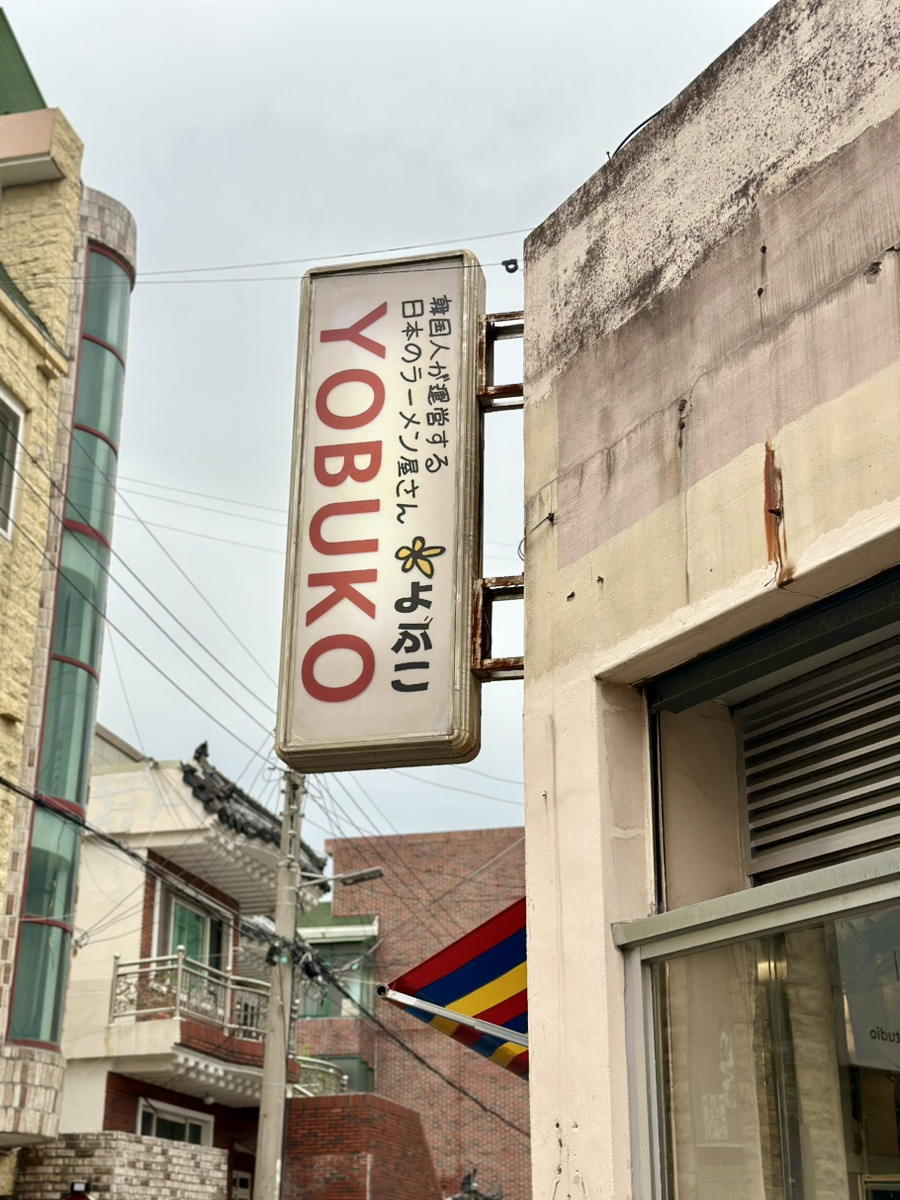 韓国人が運営する
日本のラーメン屋さん
よぶこ
YOBUKO
studio